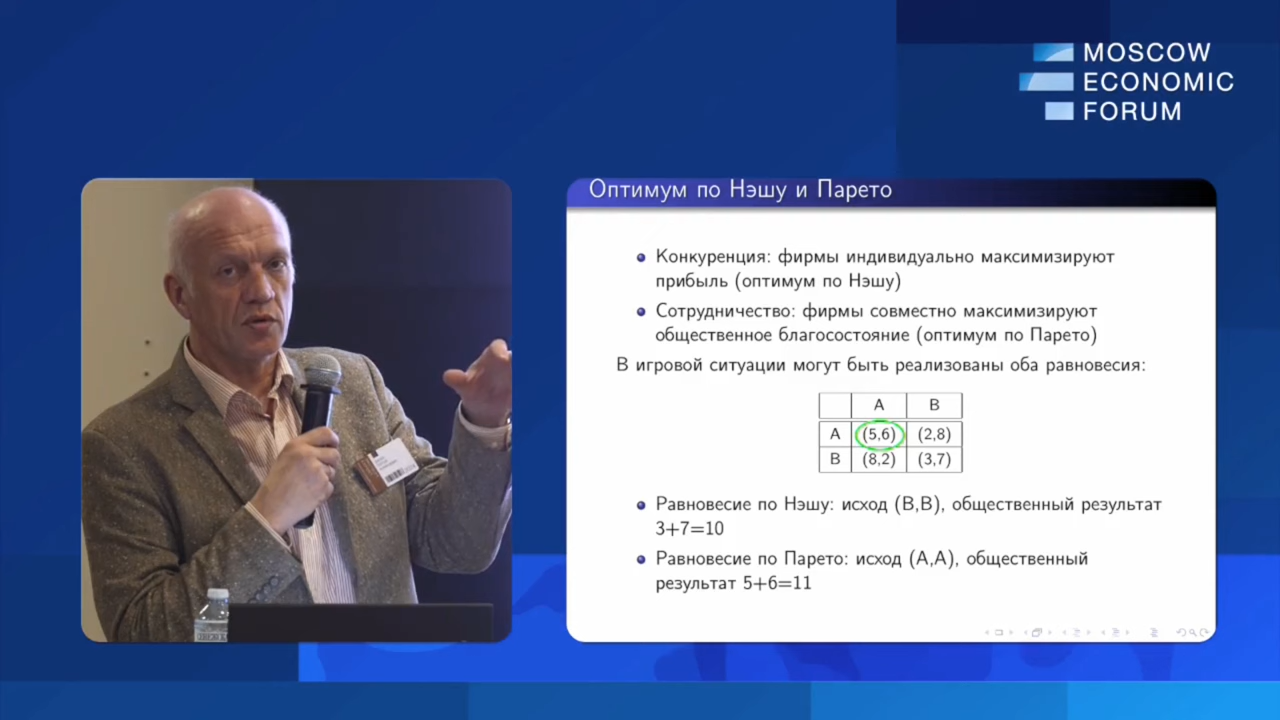 MOSCOW
ECONOMIC
FORUM
Оптимум по Нэшу и Парето
Конкуренция: фирмы индивидуально максимизируют
прибыль (оптимум по Нэшу)
Сотрудничество: фирмы совместно максимизируют
общественное благосостояние (оптимум по Парето)
В игровой ситуации могут быть реализованы оба равновесия:
A B
A (5,6) (2,8)
B (8,2) (3,7)
Равновесие по Нэшу: исход (B,B), общественный результат
3+7=10
Равновесие по Парето: исход (A,A), общественный
результат 5+6=11